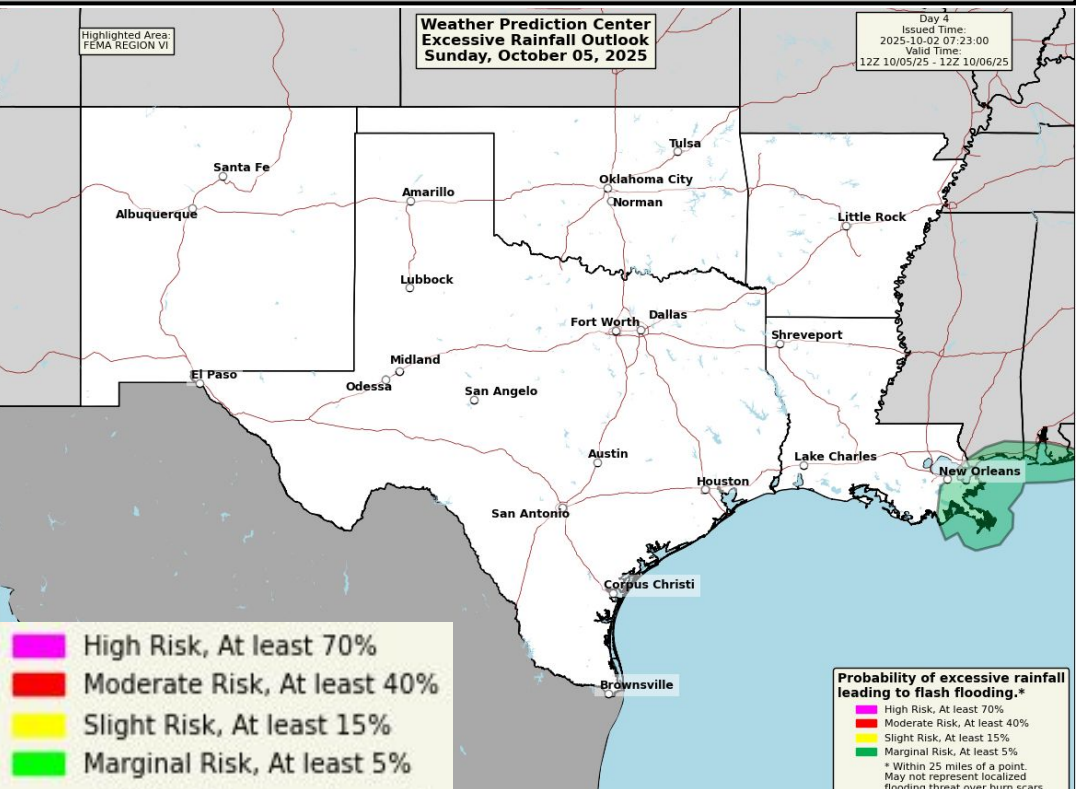 Highlighted Area:
FEMA REGION VI
Weather Prediction Center
Excessive Rainfall Outlook
Sunday, October 05, 2025
Day 4
Issued Time:
2025-10-02 07:23:00
Valid Time:
12Z 10/05/25 - 12Z 10/06/25
Tulsa
Santa Fe
Oklahoma City
Amarillo
Norman
Albuquerque
Little Rock
Lubbock
Fort Worth
Dallas
Shreveport
Midland
El Paso
Odessa
San Angelo
Austin
Lake Charles
New Orleans
Houston
San Antonio
Corpus Christi
Brownsville
High Risk, At least 70%
Moderate Risk, At least 40%
Slight Risk, At least 15%
Marginal Risk, At least 5%
Probability of excessive rainfall
leading to flash flooding.*
High Risk, At least 70%
Moderate Risk, At least 40%
Slight Risk, At least 15%
Marginal Risk, At least 5%
* Within 25 miles of a point.
May not represent localized
flooding threat over burn scars